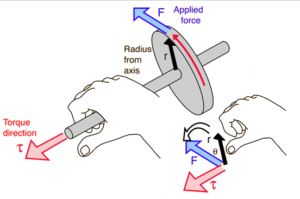 F
Applied
force
Radius
from
axis
r
Torque
direction
τ
r
θ
F
τ